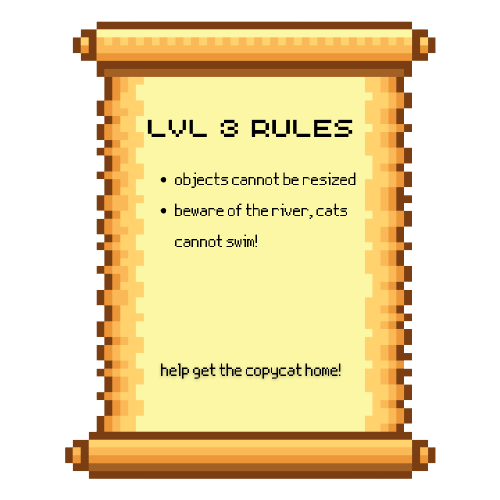 LVL 3 RULES
• objects cannot be resized
• beware of the river, cats
cannot swim!
help get the copycat home!